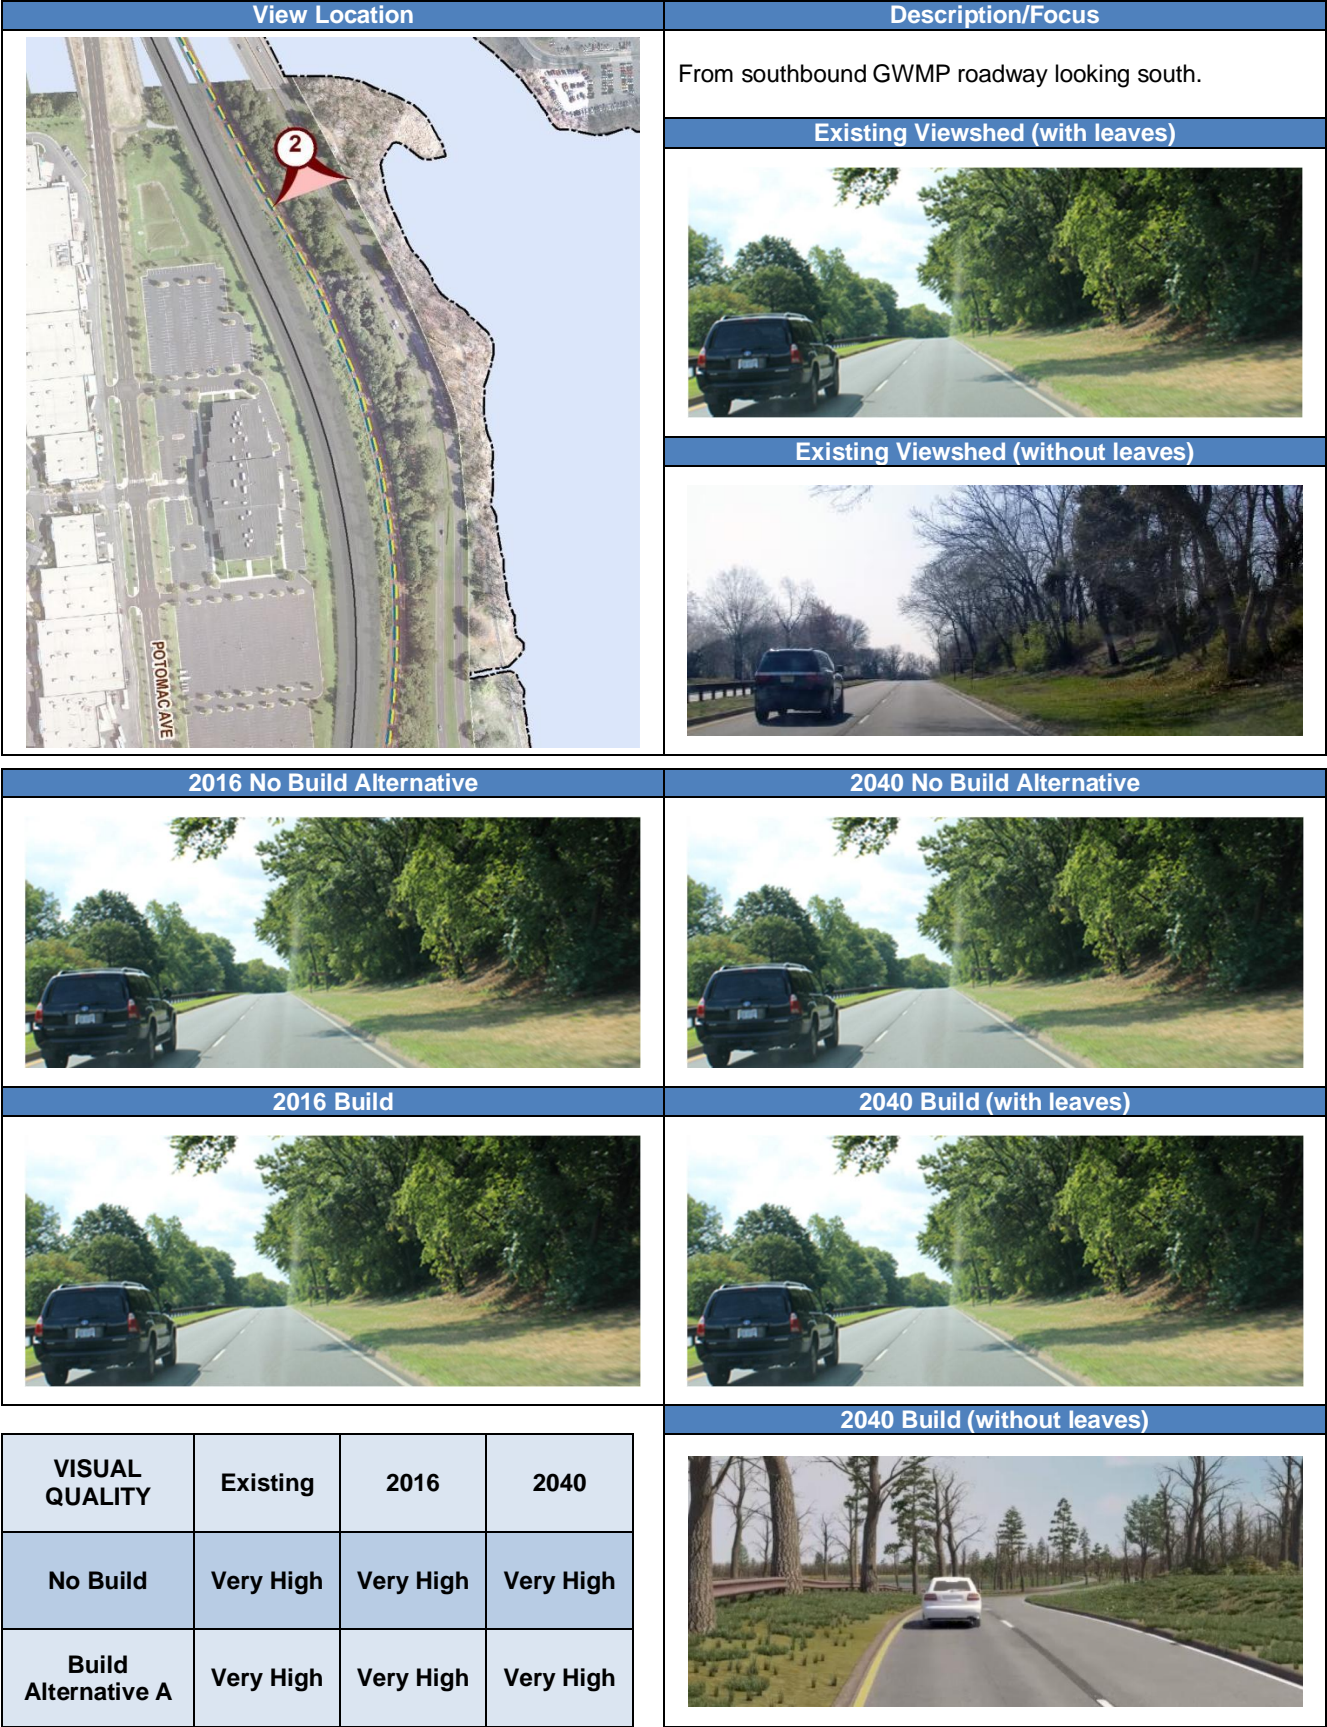 View Location
Description/Focus
2
POTOMAC AVE
From southbound GWMP roadway looking south.
Existing Viewshed (with leaves)
Existing Viewshed (without leaves)
2016 No Build Alternative
2040 No Build Alternative
2016 Build
2040 Build (with leaves)
2040 Build (without leaves)
VISUAL QUALITY Existing 2016 2040
No Build Very High Very High Very High
Build Alternative A Very High Very High Very High